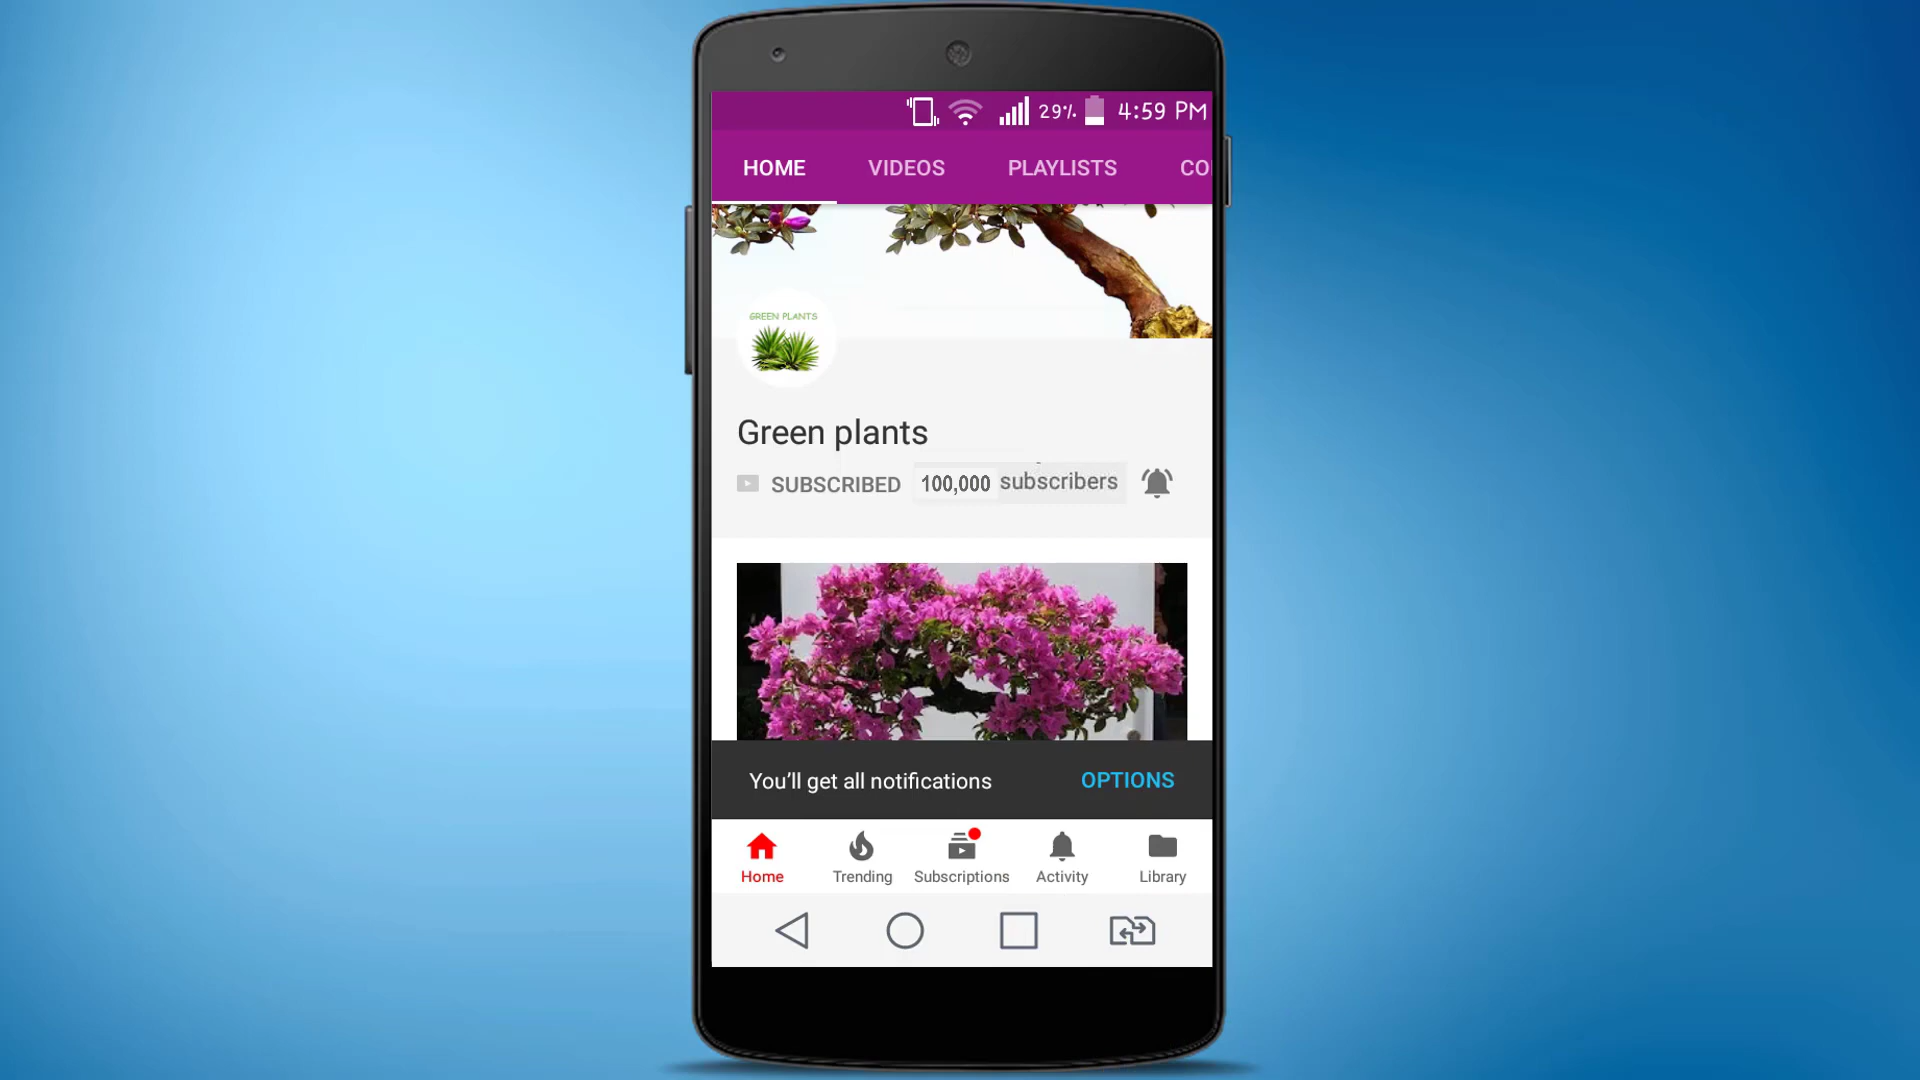 29% 4:59 PM
HOME VIDEOS PLAYLISTS CO
GREEN PLANTS
Green plants
SUBSCRIBED 100,000 subscribers
You’ll get all notifications OPTIONS
Home Trending Subscriptions Activity Library